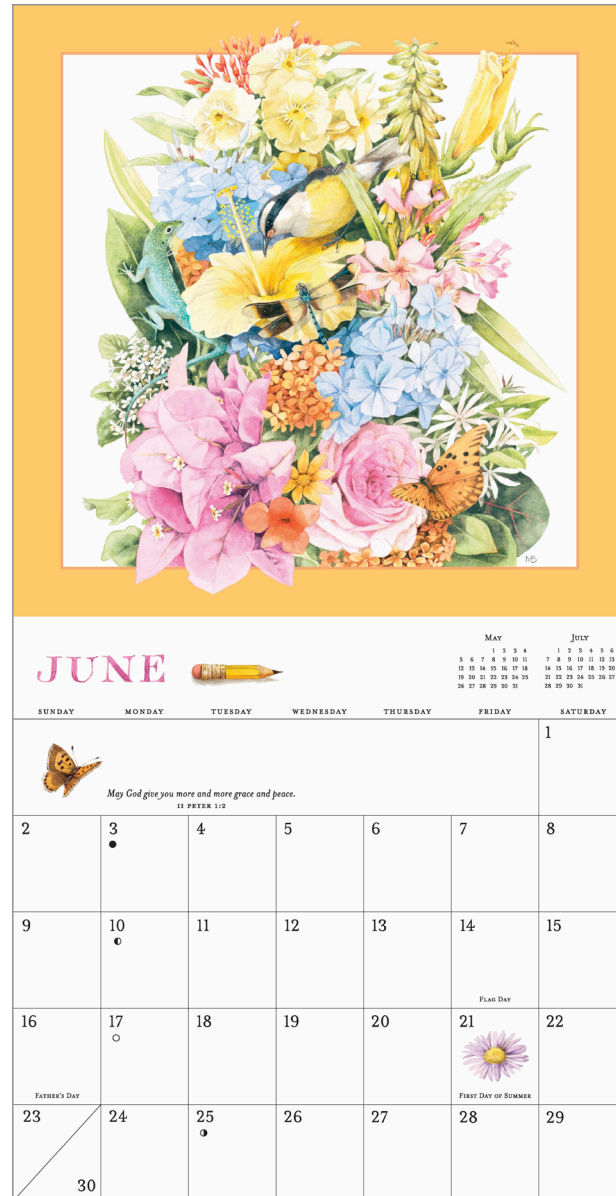 MB
JUNE
May
1 2 3 4
5 6 7 8 9 10 11
12 13 14 15 16 17 18
19 20 21 22 23 24 25
26 27 28 29 30 31
July
1 2 3 4 5 6
7 8 9 10 11 12 13
14 15 16 17 18 19 20
21 22 23 24 25 26 27
28 29 30 31
SUNDAY MONDAY TUESDAY WEDNESDAY THURSDAY FRIDAY SATURDAY
1
May God give you more and more grace and peace.
II PETER 1:2
2 3 4 5 6 7 8
9 10 11 12 13 14 15
Flag Day
16 17 18 19 20 21 22
Father's Day First Day of Summer
23 24 25 26 27 28 29
30